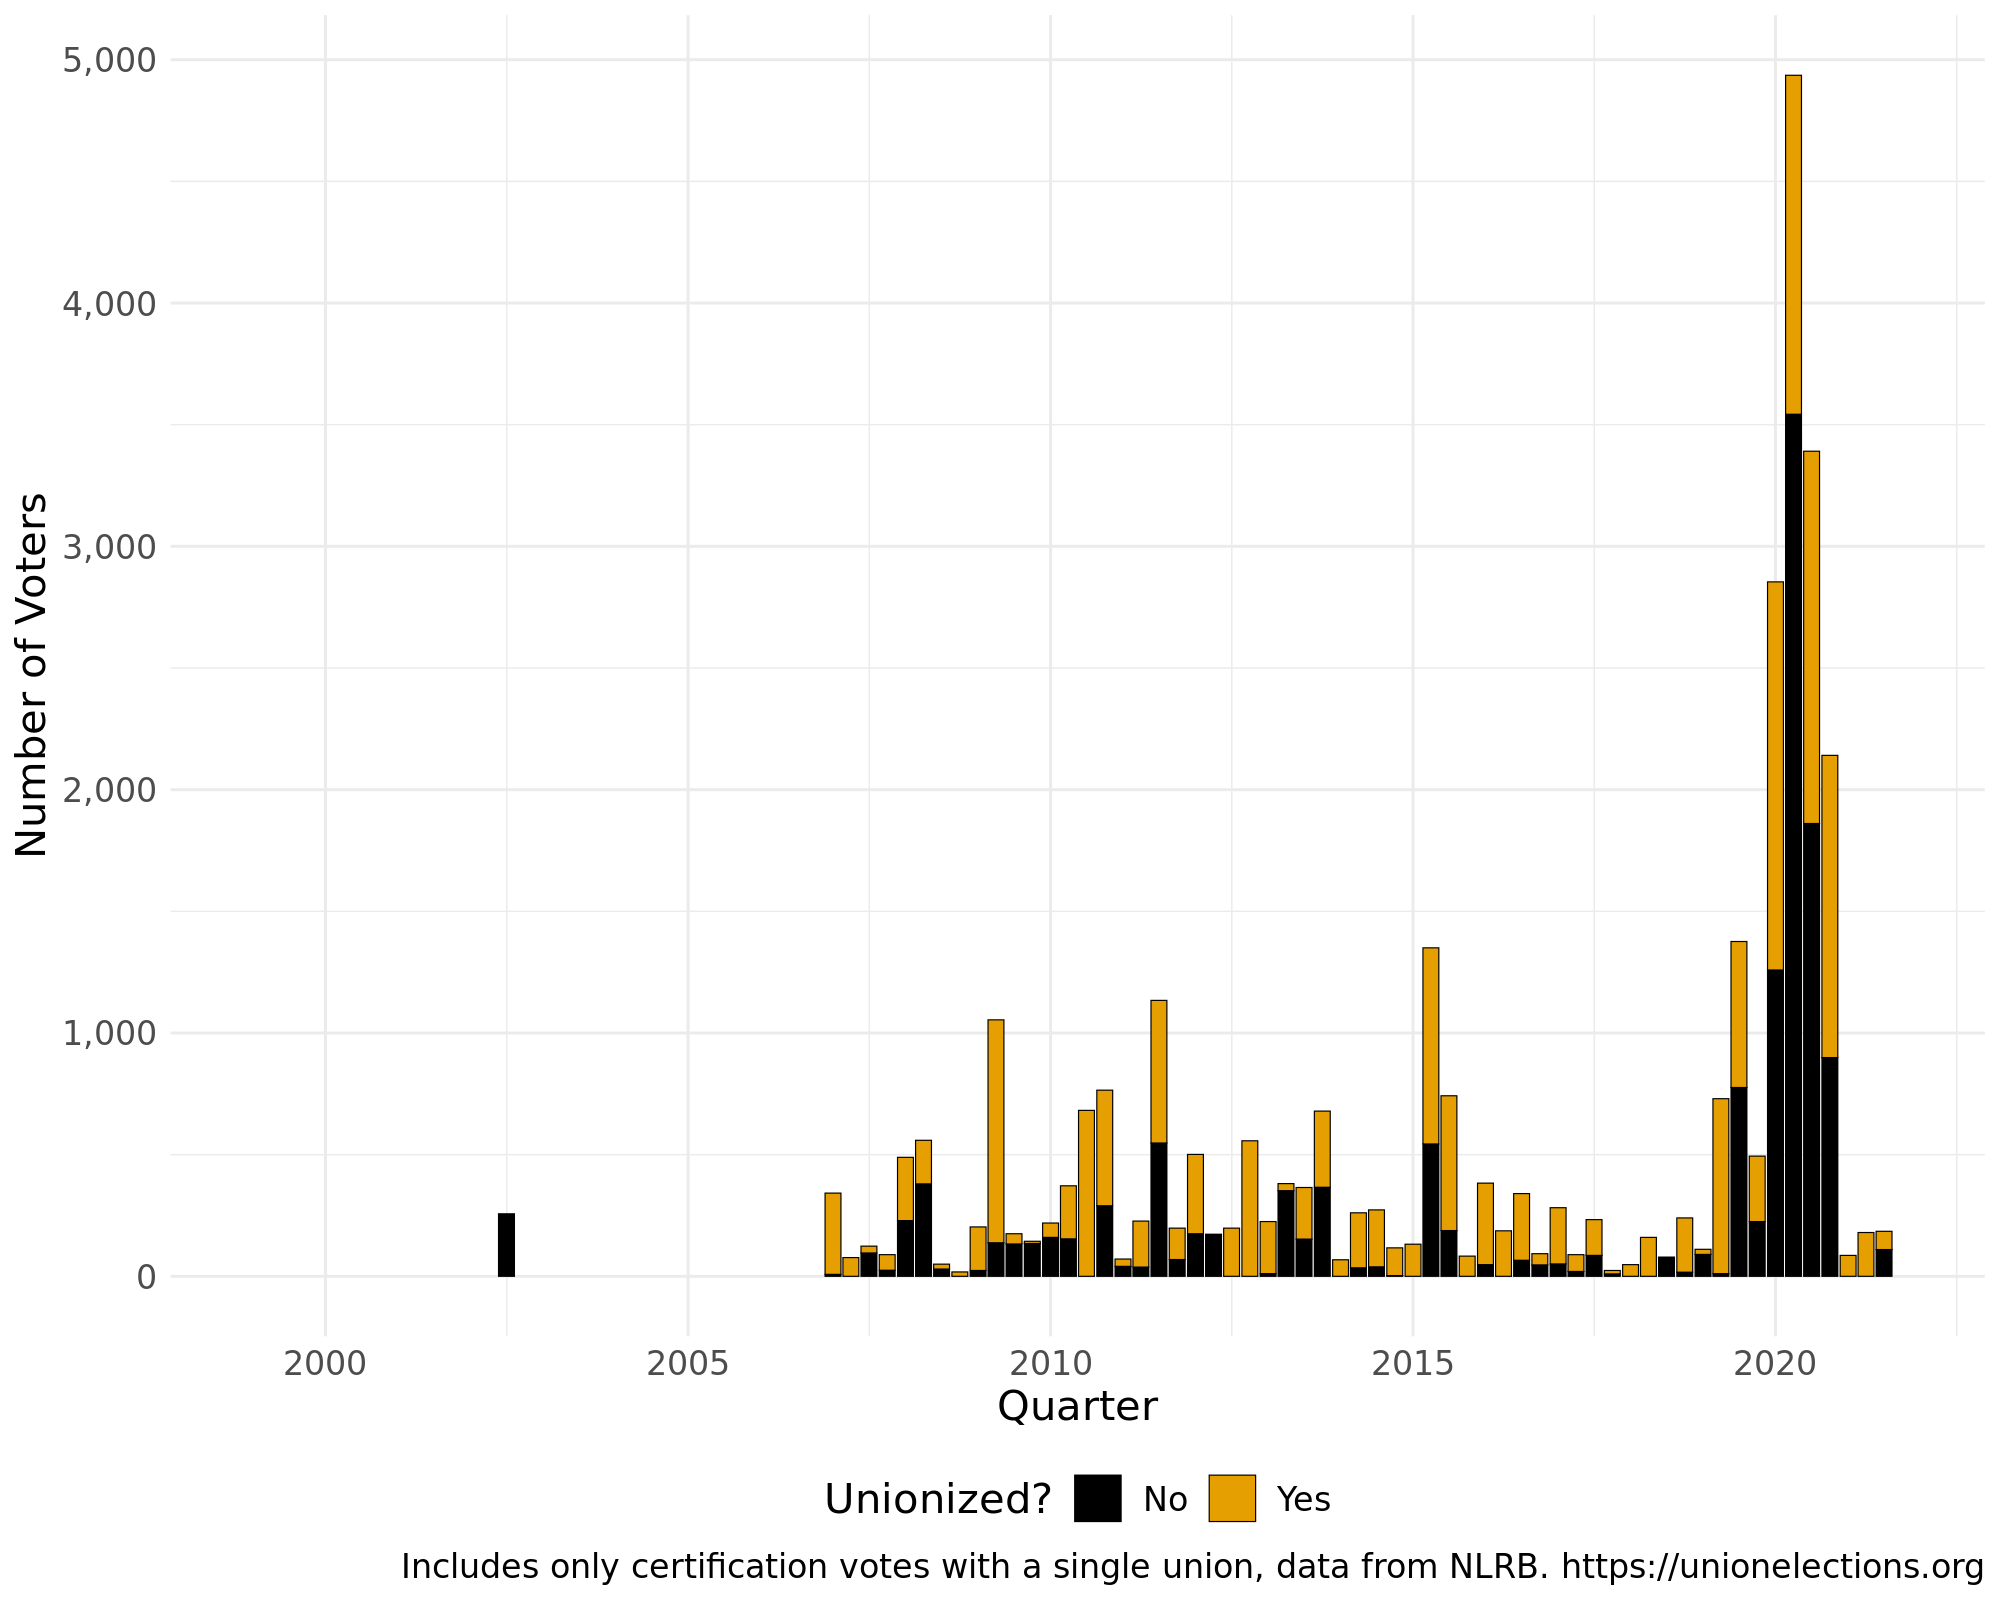 5,000
4,000
3,000
2,000
1,000
0
Number of Voters
2000 2005 2010 2015 2020
Quarter
Unionized? No Yes
Includes only certification votes with a single union, data from NLRB. https://unionelections.org